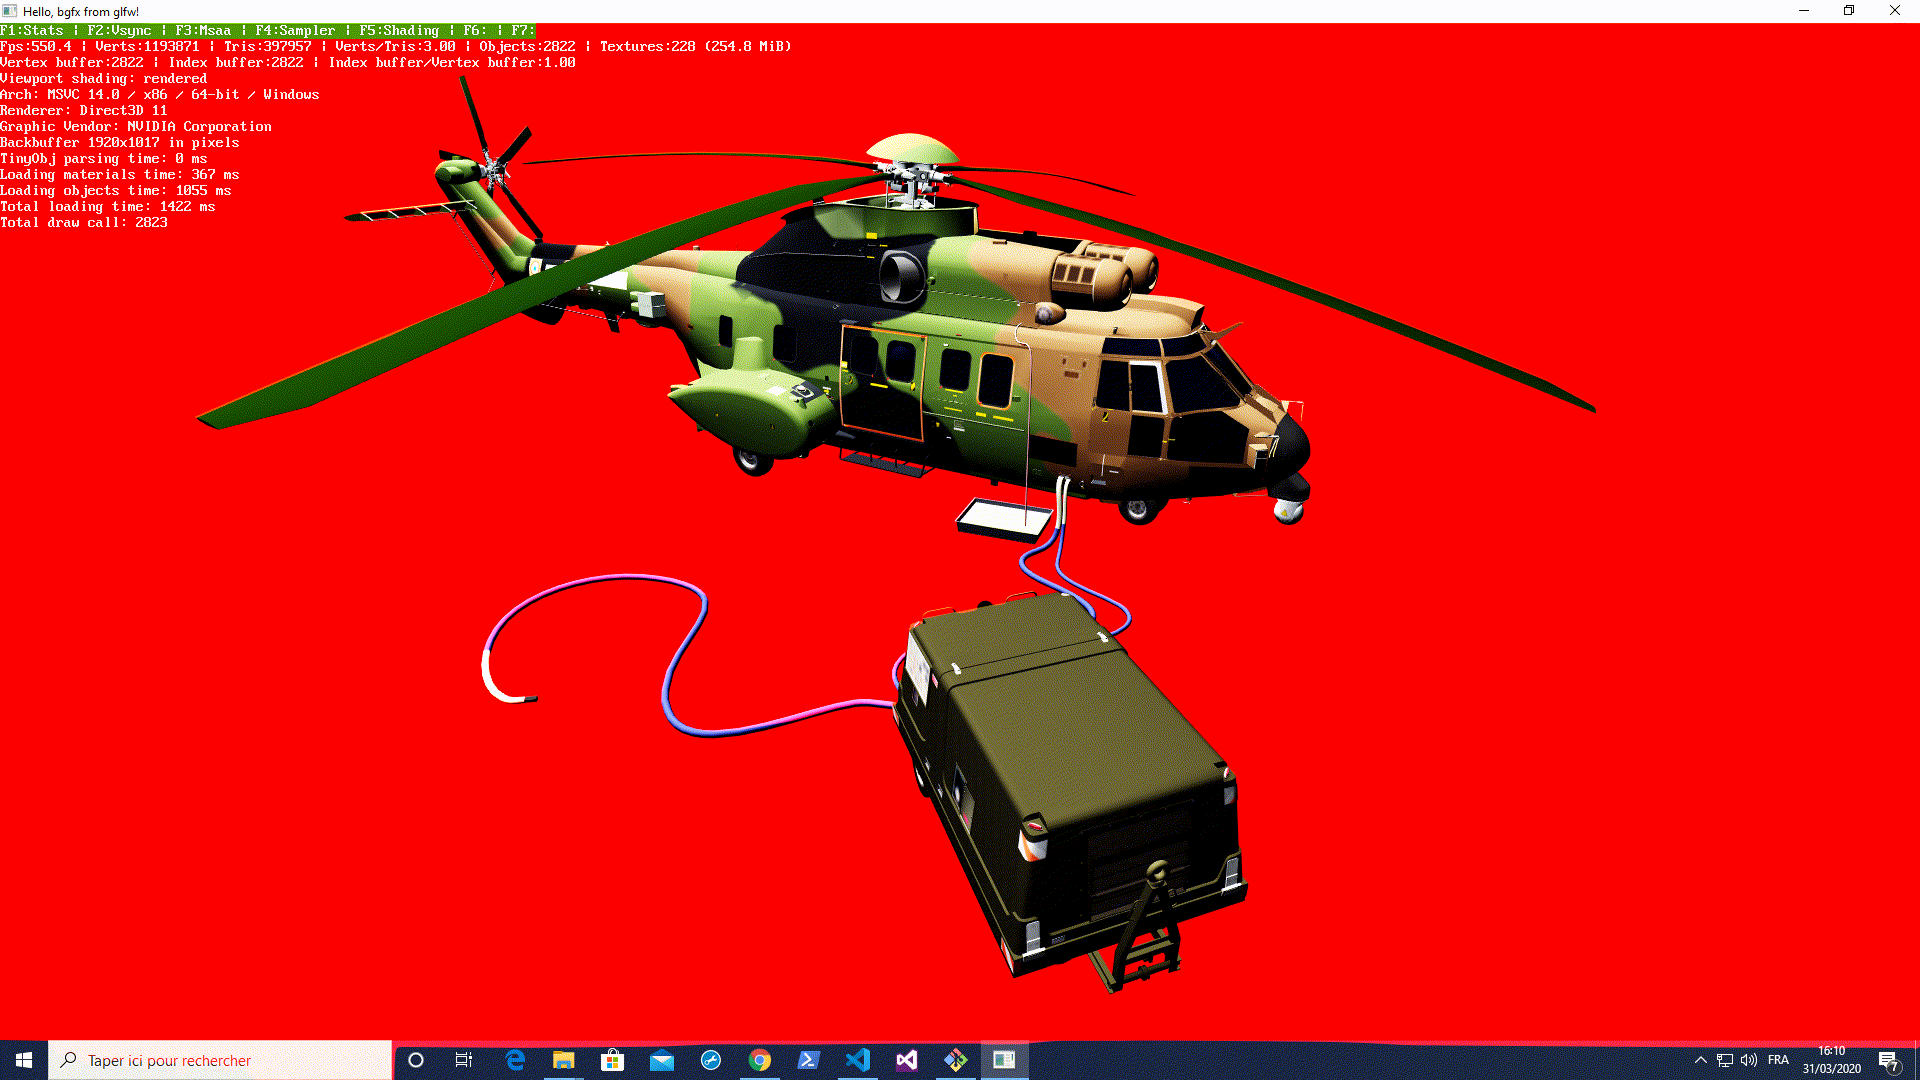 Hello, bgfx from glfw!
F1:Stats | F2:Vsync | F3:Msaa | F4:Sampler | F5:Shading | F6: | F7:
Fps:550.4 | Verts:1193871 | Tris:397957 | Verts/Tris:3.00 | Objects:2822 | Textures:228 (254.8 MiB)
Vertex buffer:2822 | Index buffer:2822 | Index buffer/Vertex buffer:1.00
Viewport shading: rendered
Arch: MSVC 14.0 / x86 / 64-bit / Windows
Renderer: Direct3D 11
Graphic Vendor: NVIDIA Corporation
Backbuffer 1920x1017 in pixels
TinyObj parsing time: 0 ms
Loading materials time: 367 ms
Loading objects time: 1055 ms
Total loading time: 1422 ms
Total draw call: 2823
2
Taper ici pour rechercher
FRA
16:10
31/03/2020
7